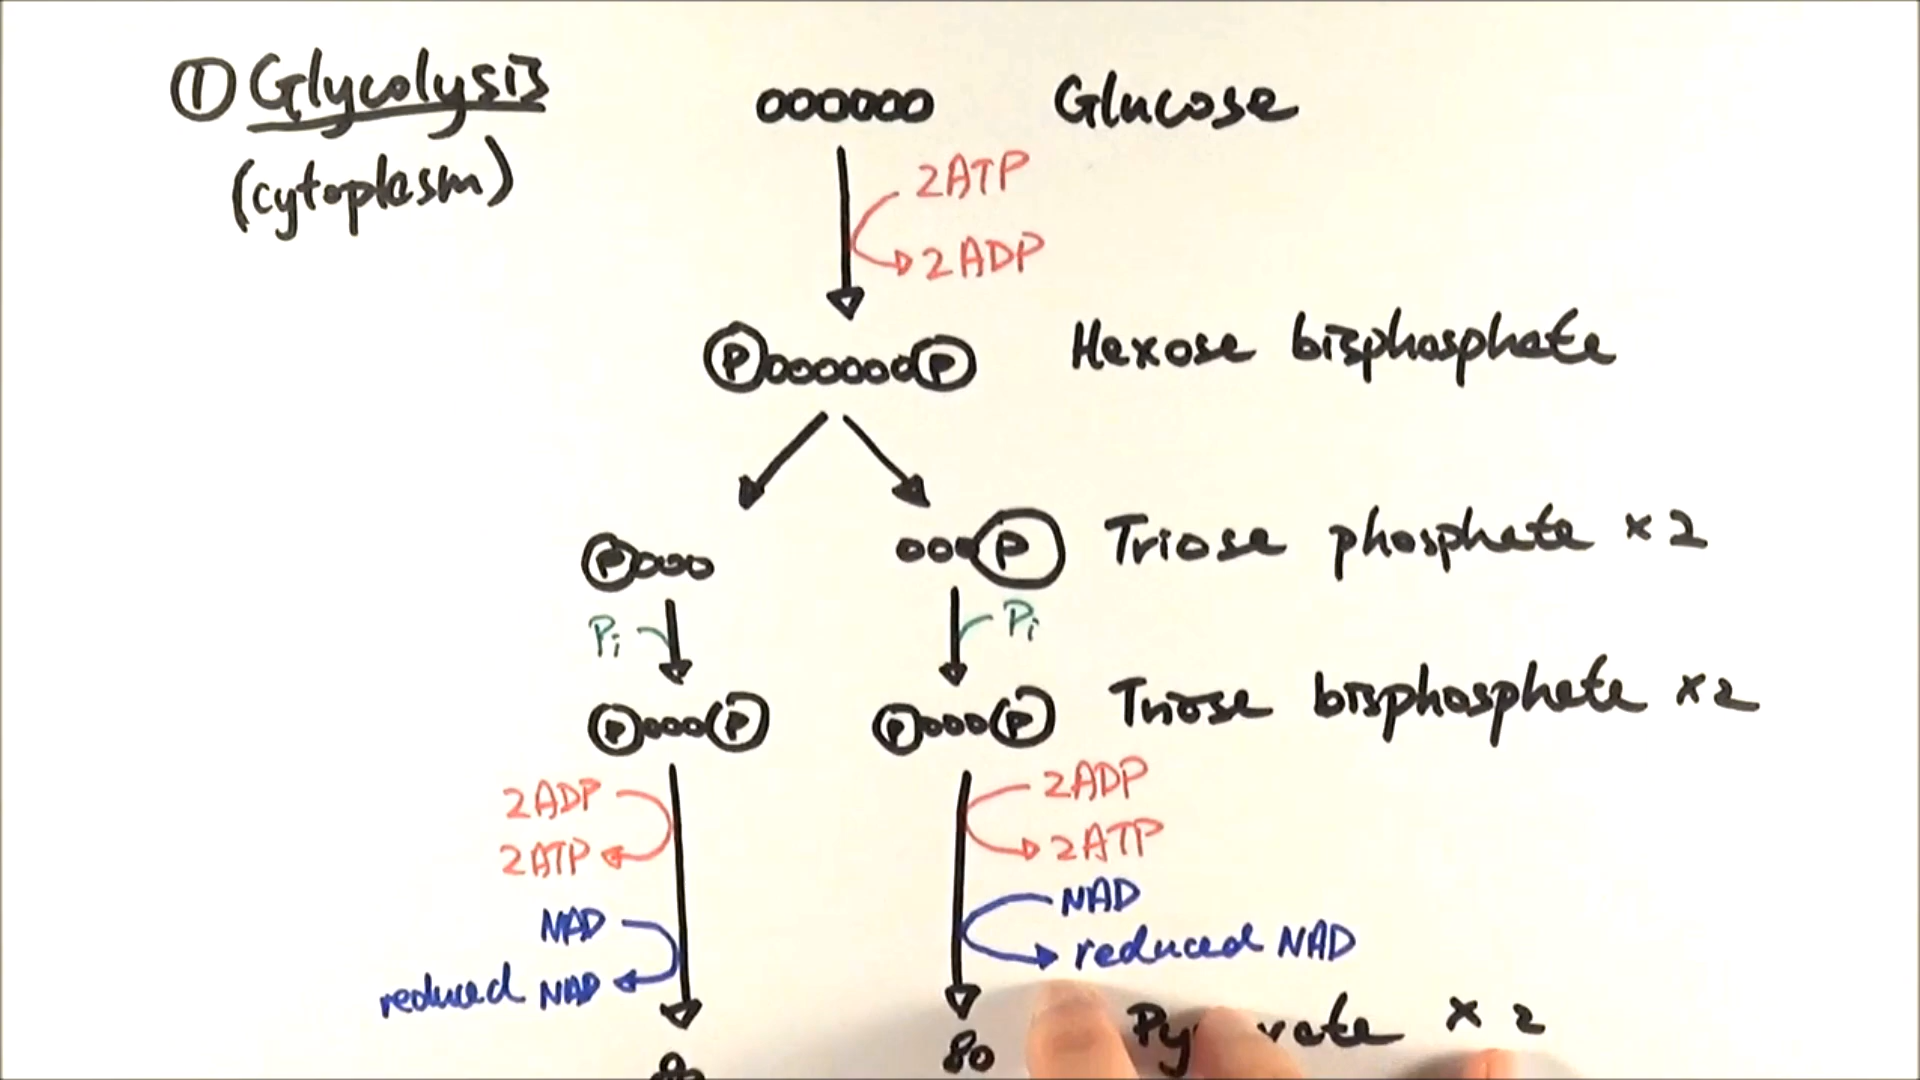 ① Glycolysis
(cytoplasm)
Glucose
2ATP
2ADP
P P Hexose bisphosphate
P P Triose phosphate × 2
Pi Pi
P P P P Triose bisphosphate × 2
2ADP 2ADP
2ATP 2ATP
NAD NAD
reduced NAD reduced NAD
× 2